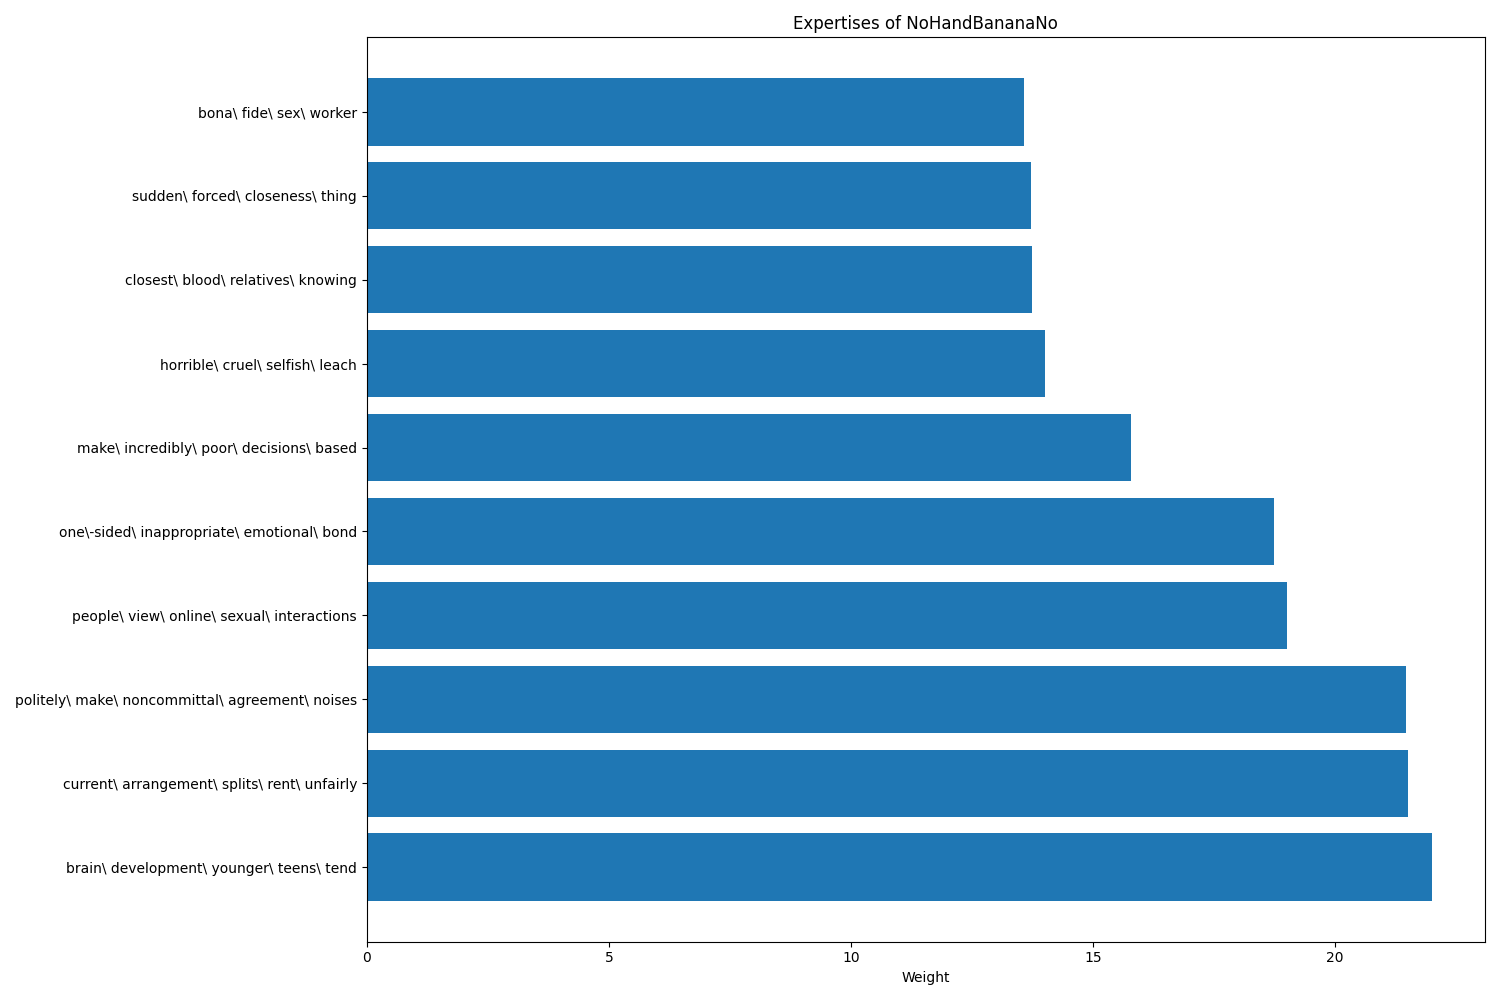 Expertises of NoHandBananaNo
bona\ fide\ sex\ worker
sudden\ forced\ closeness\ thing
closest\ blood\ relatives\ knowing
horrible\ cruel\ selfish\ leach
make\ incredibly\ poor\ decisions\ based
one\-sided\ inappropriate\ emotional\ bond
people\ view\ online\ sexual\ interactions
politely\ make\ noncommittal\ agreement\ noises
current\ arrangement\ splits\ rent\ unfairly
brain\ development\ younger\ teens\ tend
0 5 10 15 20
Weight